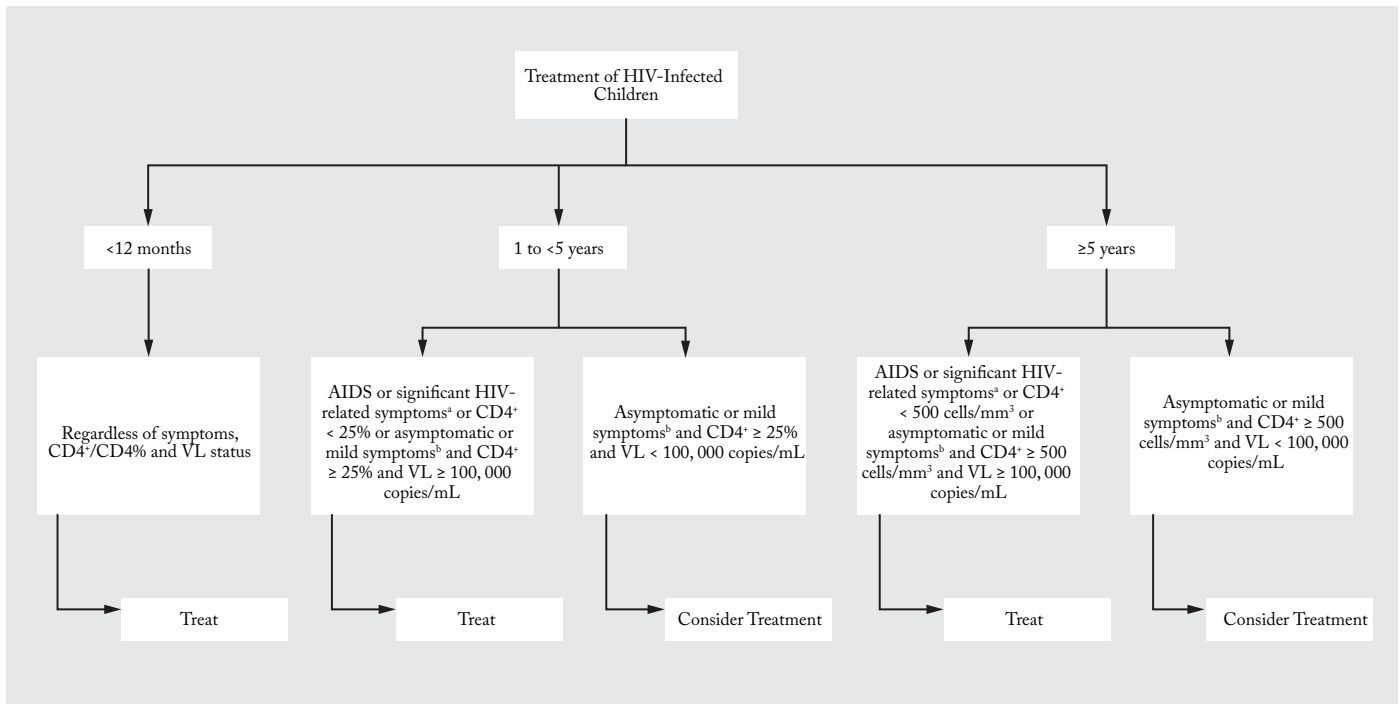 Treatment of HIV-Infected
Children
<12 months
1 to <5 years
≥5 years
Regardless of symptoms,
CD4⁺/CD4% and VL status
AIDS or significant HIV-
related symptomsᵃ or CD4⁺
< 25% or asymptomatic or
mild symptomsᵇ and CD4⁺
≥ 25% and VL ≥ 100, 000
copies/mL
Asymptomatic or mild
symptomsᵇ and CD4⁺ ≥ 25%
and VL < 100, 000 copies/mL
AIDS or significant HIV-
related symptomsᵃ or CD4⁺
< 500 cells/mm³ or
asymptomatic or mild
symptomsᵇ and CD4⁺ ≥ 500
cells/mm³ and VL ≥ 100, 000
copies/mL
Asymptomatic or mild
symptomsᵇ and CD4⁺ ≥ 500
cells/mm³ and VL < 100, 000
copies/mL
Treat
Treat
Consider Treatment
Treat
Consider Treatment